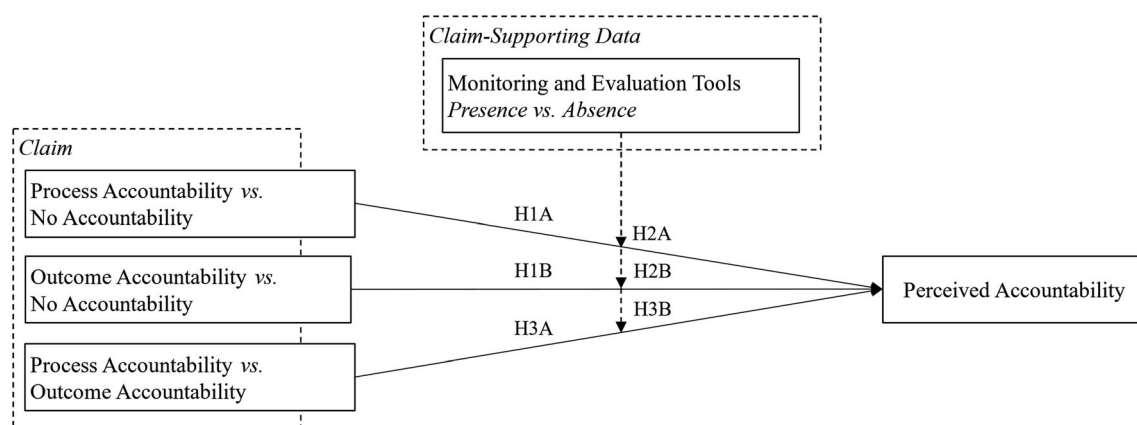 Claim-Supporting Data
Monitoring and Evaluation Tools
Presence vs. Absence
Claim
Process Accountability vs.
No Accountability
H1A
H2A
Outcome Accountability vs.
No Accountability
H1B
H2B
Perceived Accountability
H3B
H3A
Process Accountability vs.
Outcome Accountability